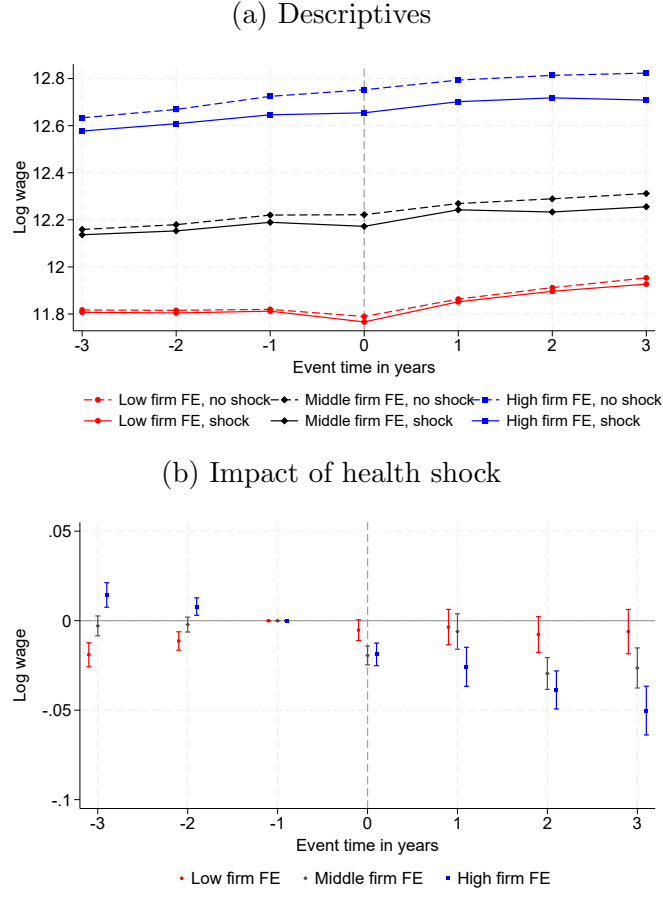 (a) Descriptives
12.8
12.6
12.4
12.2
12
11.8
Log wage
-3 -2 -1 0 1 2 3
Event time in years
Low firm FE, no shock Middle firm FE, no shock High firm FE, no shock
Low firm FE, shock Middle firm FE, shock High firm FE, shock
(b) Impact of health shock
.05
0
-.05
-.1
Log wage
-3 -2 -1 0 1 2 3
Event time in years
Low firm FE Middle firm FE High firm FE